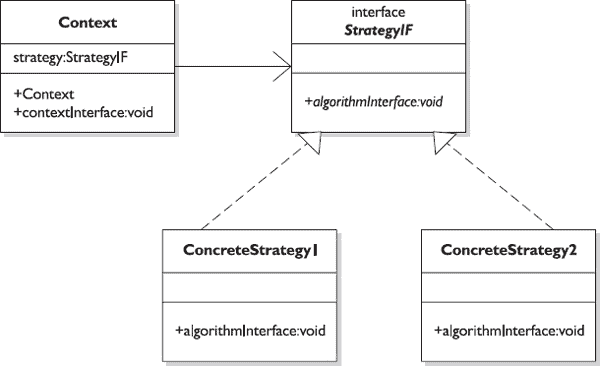 Context
strategy:StrategyIF
+Context
+contextInterface:void
interface
StrategyIF
+algorithmInterface:void
ConcreteStrategy1
+algorithmInterface:void
ConcreteStrategy2
+algorithmInterface:void